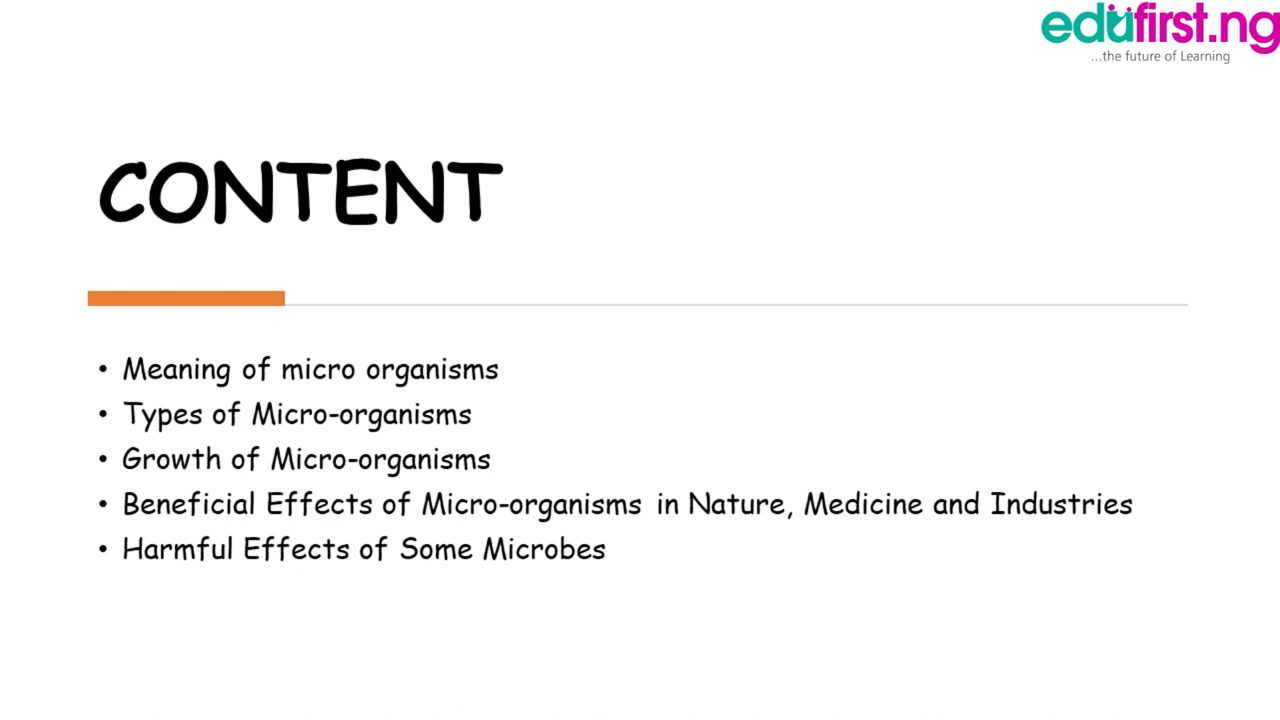 edufirst.ng
...the future of Learning
CONTENT
• Meaning of micro organisms
• Types of Micro-organisms
• Growth of Micro-organisms
• Beneficial Effects of Micro-organisms in Nature, Medicine and Industries
• Harmful Effects of Some Microbes